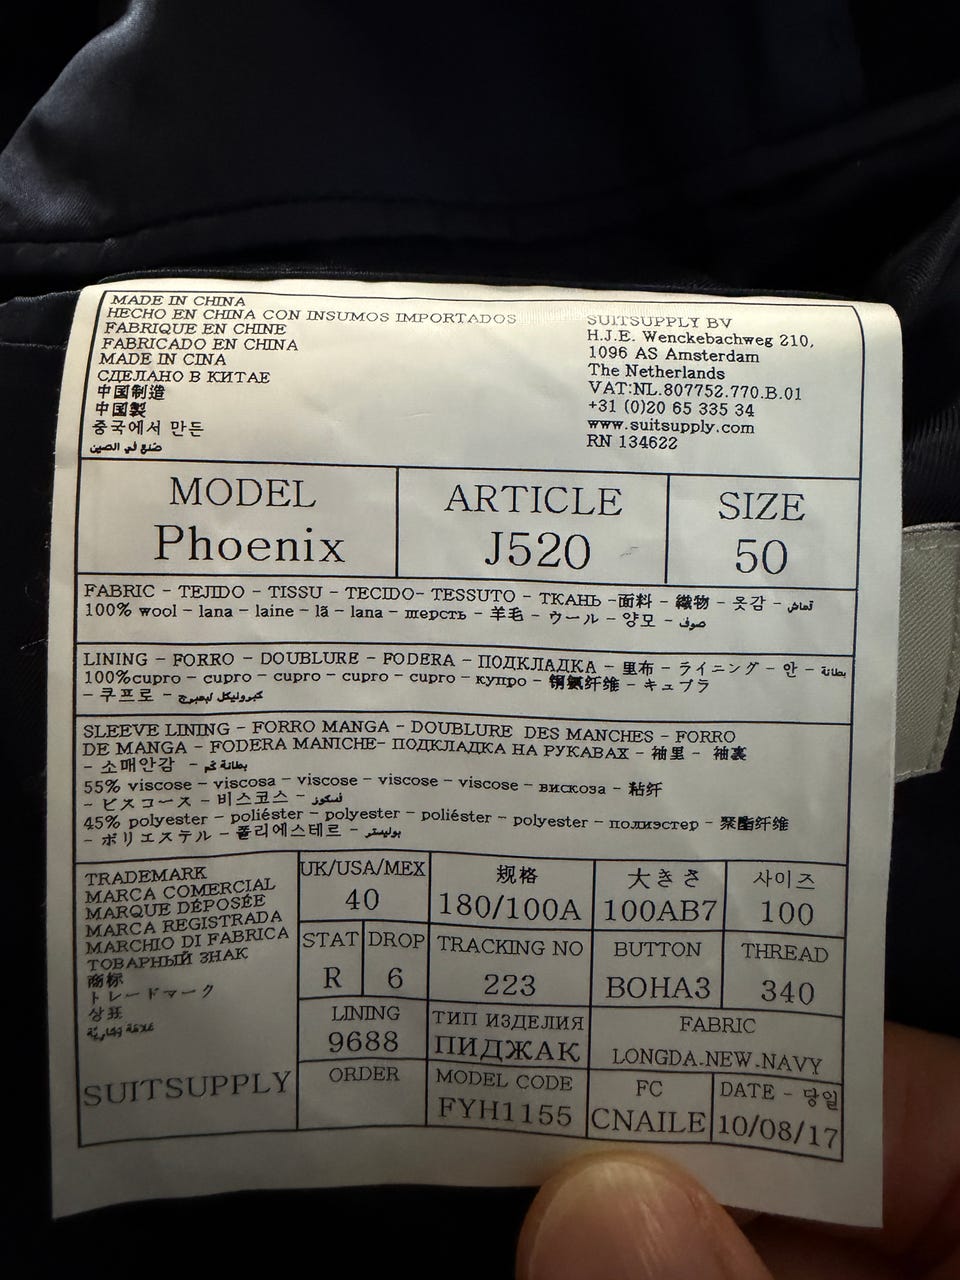 MADE IN CHINA
HECHO EN CHINA CON INSUMOS IMPORTADOS
FABRIQUE EN CHINE
FABRICADO EN CHINA
MADE IN CINA
СДЕЛАНО В КИТАЕ
中国制造
中国製
중국에서 만든
صنع في الصين
SUITSUPPLY BV
H.J.E. Wenckebachweg 210,
1096 AS Amsterdam
The Netherlands
VAT:NL.807752.770.B.01
+31 (0)20 65 335 34
www.suitsupply.com
RN 134622
MODEL
Phoenix
ARTICLE
J520
SIZE
50
FABRIC - TEJIDO - TISSU - TECIDO- TESSUTO - ТКАНЬ -面料 - 織物 - 옷감 - قماش
100% wool - lana - laine - lã - lana - шерсть - 羊毛 - ウール - 양모 - صوف
LINING - FORRO - DOUBLURE - FODERA - ПОДКЛАДКА - 里布 - ライニング - 안 - بطانة
100%cupro - cupro - cupro - cupro - cupro - купро - 铜氨纤维 - キュプラ
- 쿠프로 -
SLEEVE LINING - FORRO MANGA - DOUBLURE DES MANCHES - FORRO
DE MANGA - FODERA MANICHE- ПОДКЛАДКА НА РУКАВАХ - 袖里 - 袖裏
- 소매안감 - بطانة كم
55% viscose - viscosa - viscose - viscose - viscose - вискоза - 粘纤
- ビスコース - 비스코스 - فسكوز
45% polyester - poliéster - polyester - poliéster - polyester - полиэстер - 聚酯纤维
- ポリエステル - 폴리에스테르 - بوليستر
TRADEMARK
MARCA COMERCIAL
MARQUE DÉPOSÉE
MARCA REGISTRADA
MARCHIO DI FABRICA
ТОВАРНЫЙ ЗНАК
商标
トレードマーク
상표
علامة تجارية
SUITSUPPLY
UK/USA/MEX
40
规格
180/100A
大きさ
100AB7
사이즈
100
STAT
R
DROP
6
TRACKING NO
223
BUTTON
BOHA3
THREAD
340
LINING
9688
ТИП ИЗДЕЛИЯ
ПИДЖАК
FABRIC
LONGDA.NEW.NAVY
ORDER
MODEL CODE
FYH1155
FC
CNAILE
DATE - 당일
10/08/17